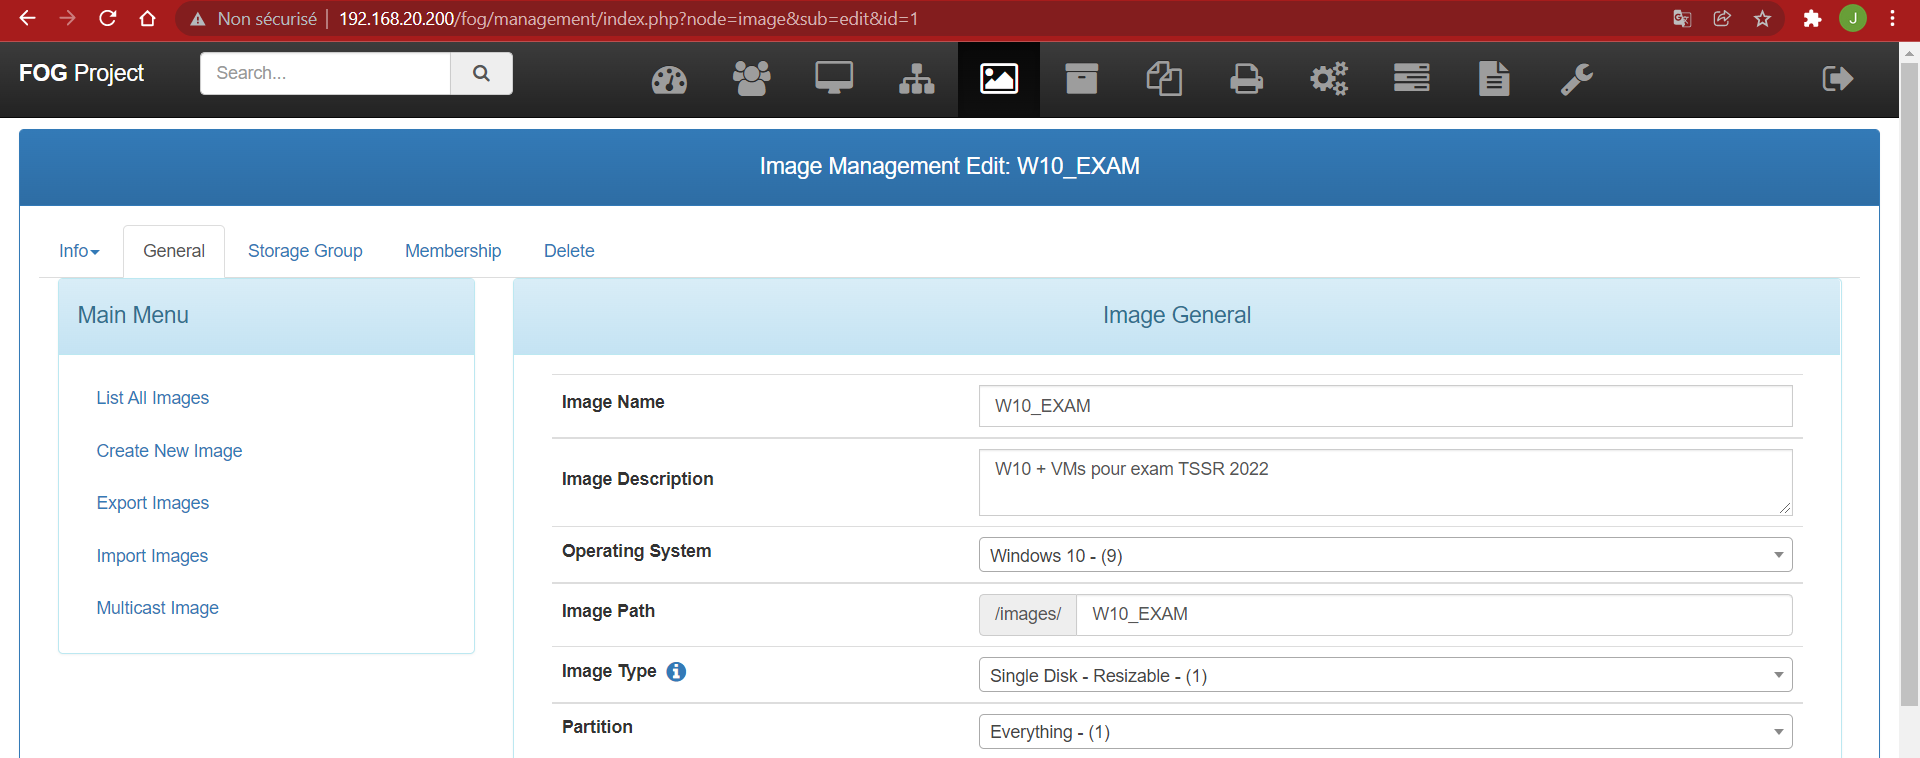 Non sécurisé 192.168.20.200/fog/management/index.php?node=image&sub=edit&id=1
J
FOG Project
Search...
Image Management Edit: W10_EXAM
Info General Storage Group Membership Delete
Main Menu
List All Images
Create New Image
Export Images
Import Images
Multicast Image
Image General
Image Name W10_EXAM
Image Description W10 + VMs pour exam TSSR 2022
Operating System Windows 10 - (9)
Image Path /images/ W10_EXAM
Image Type Single Disk - Resizable - (1)
Partition Everything - (1)